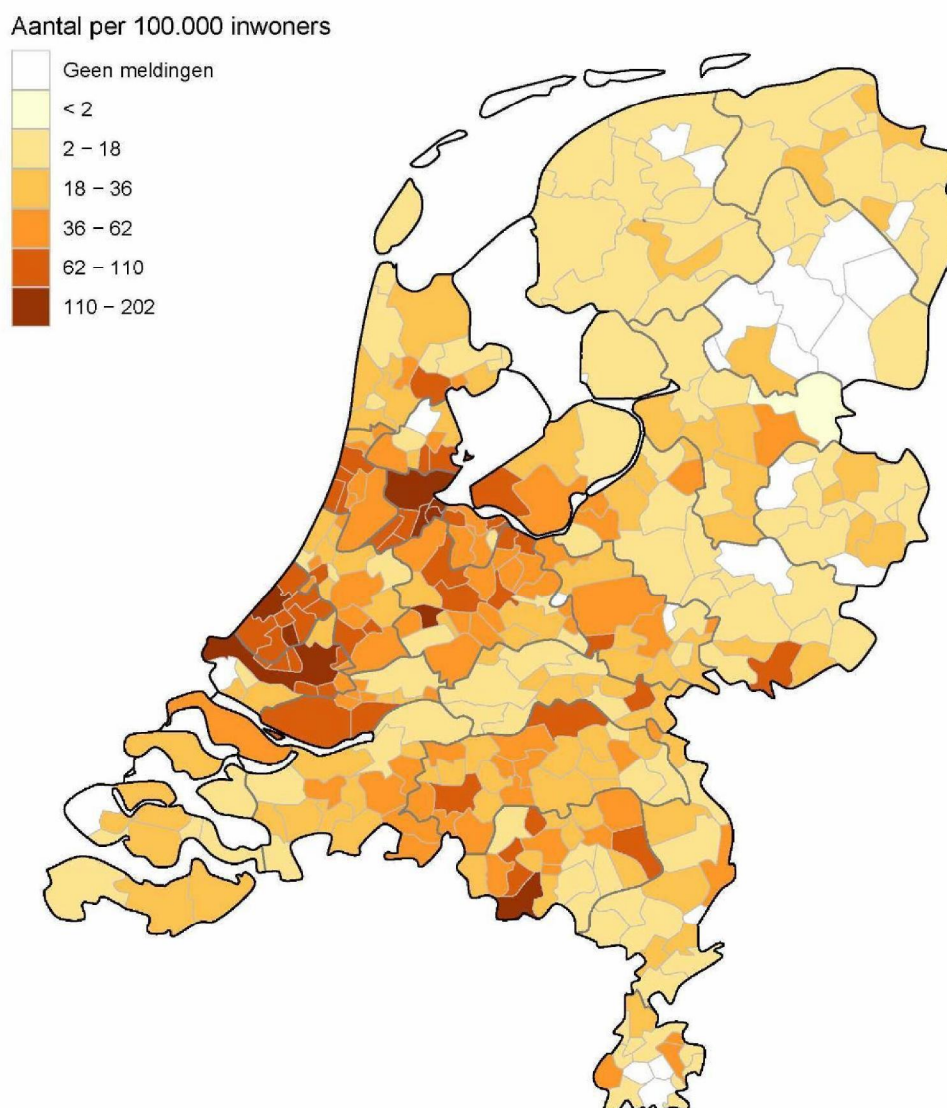 Aantal per 100.000 inwoners
Geen meldingen
< 2
2 – 18
18 – 36
36 – 62
62 – 110
110 – 202